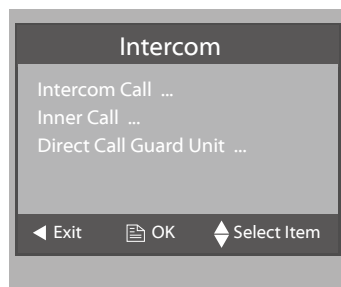 Intercom
Intercom Call ...
Inner Call ...
Direct Call Guard Unit ...
Exit OK Select Item